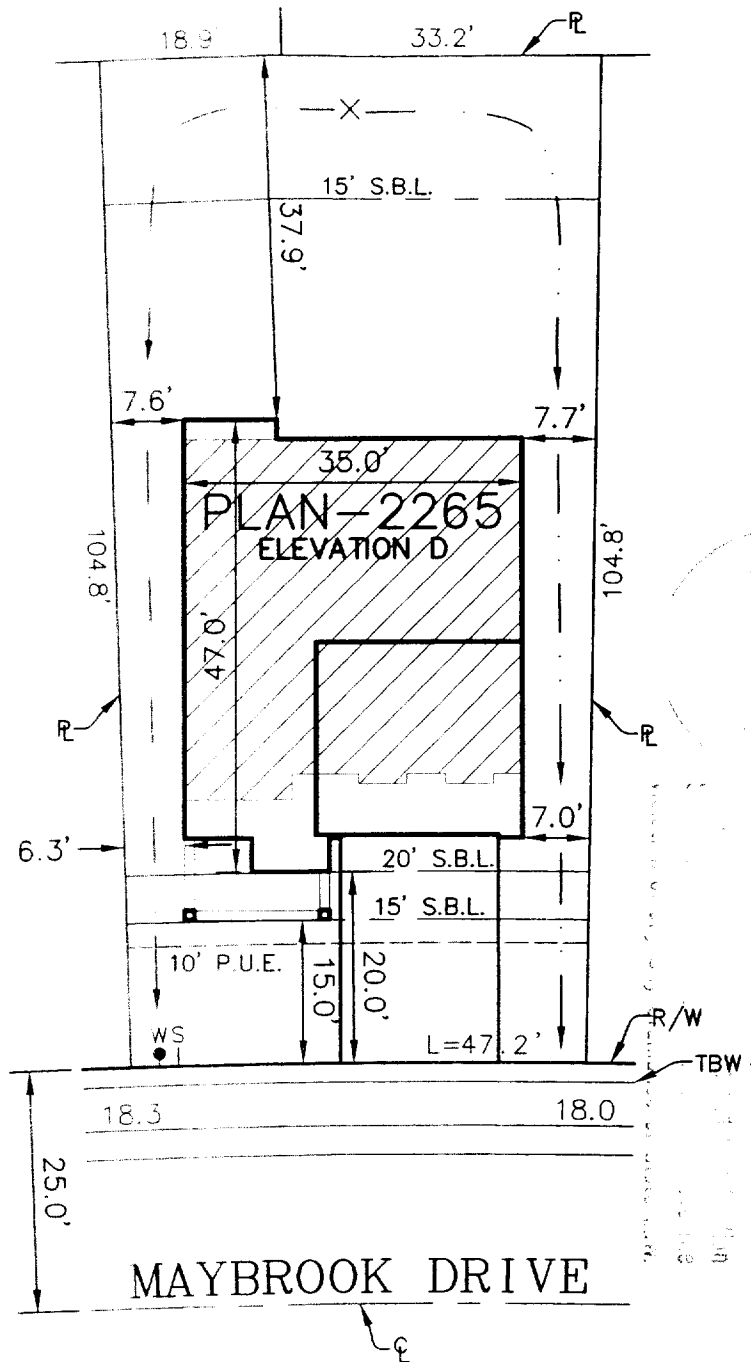 18.9'
33.2'
PL
X
15' S.B.L.
37.9'
7.6'
7.7'
35.0'
PLAN-2265
ELEVATION D
104.8'
104.8'
47.0'
PL
PL
7.0'
6.3'
20' S.B.L.
15' S.B.L.
10' P.U.E.
15.0'
20.0'
R/W
W S
L=47.2'
TBW
18.3
18.0
25.0'
MAYBROOK DRIVE
CL